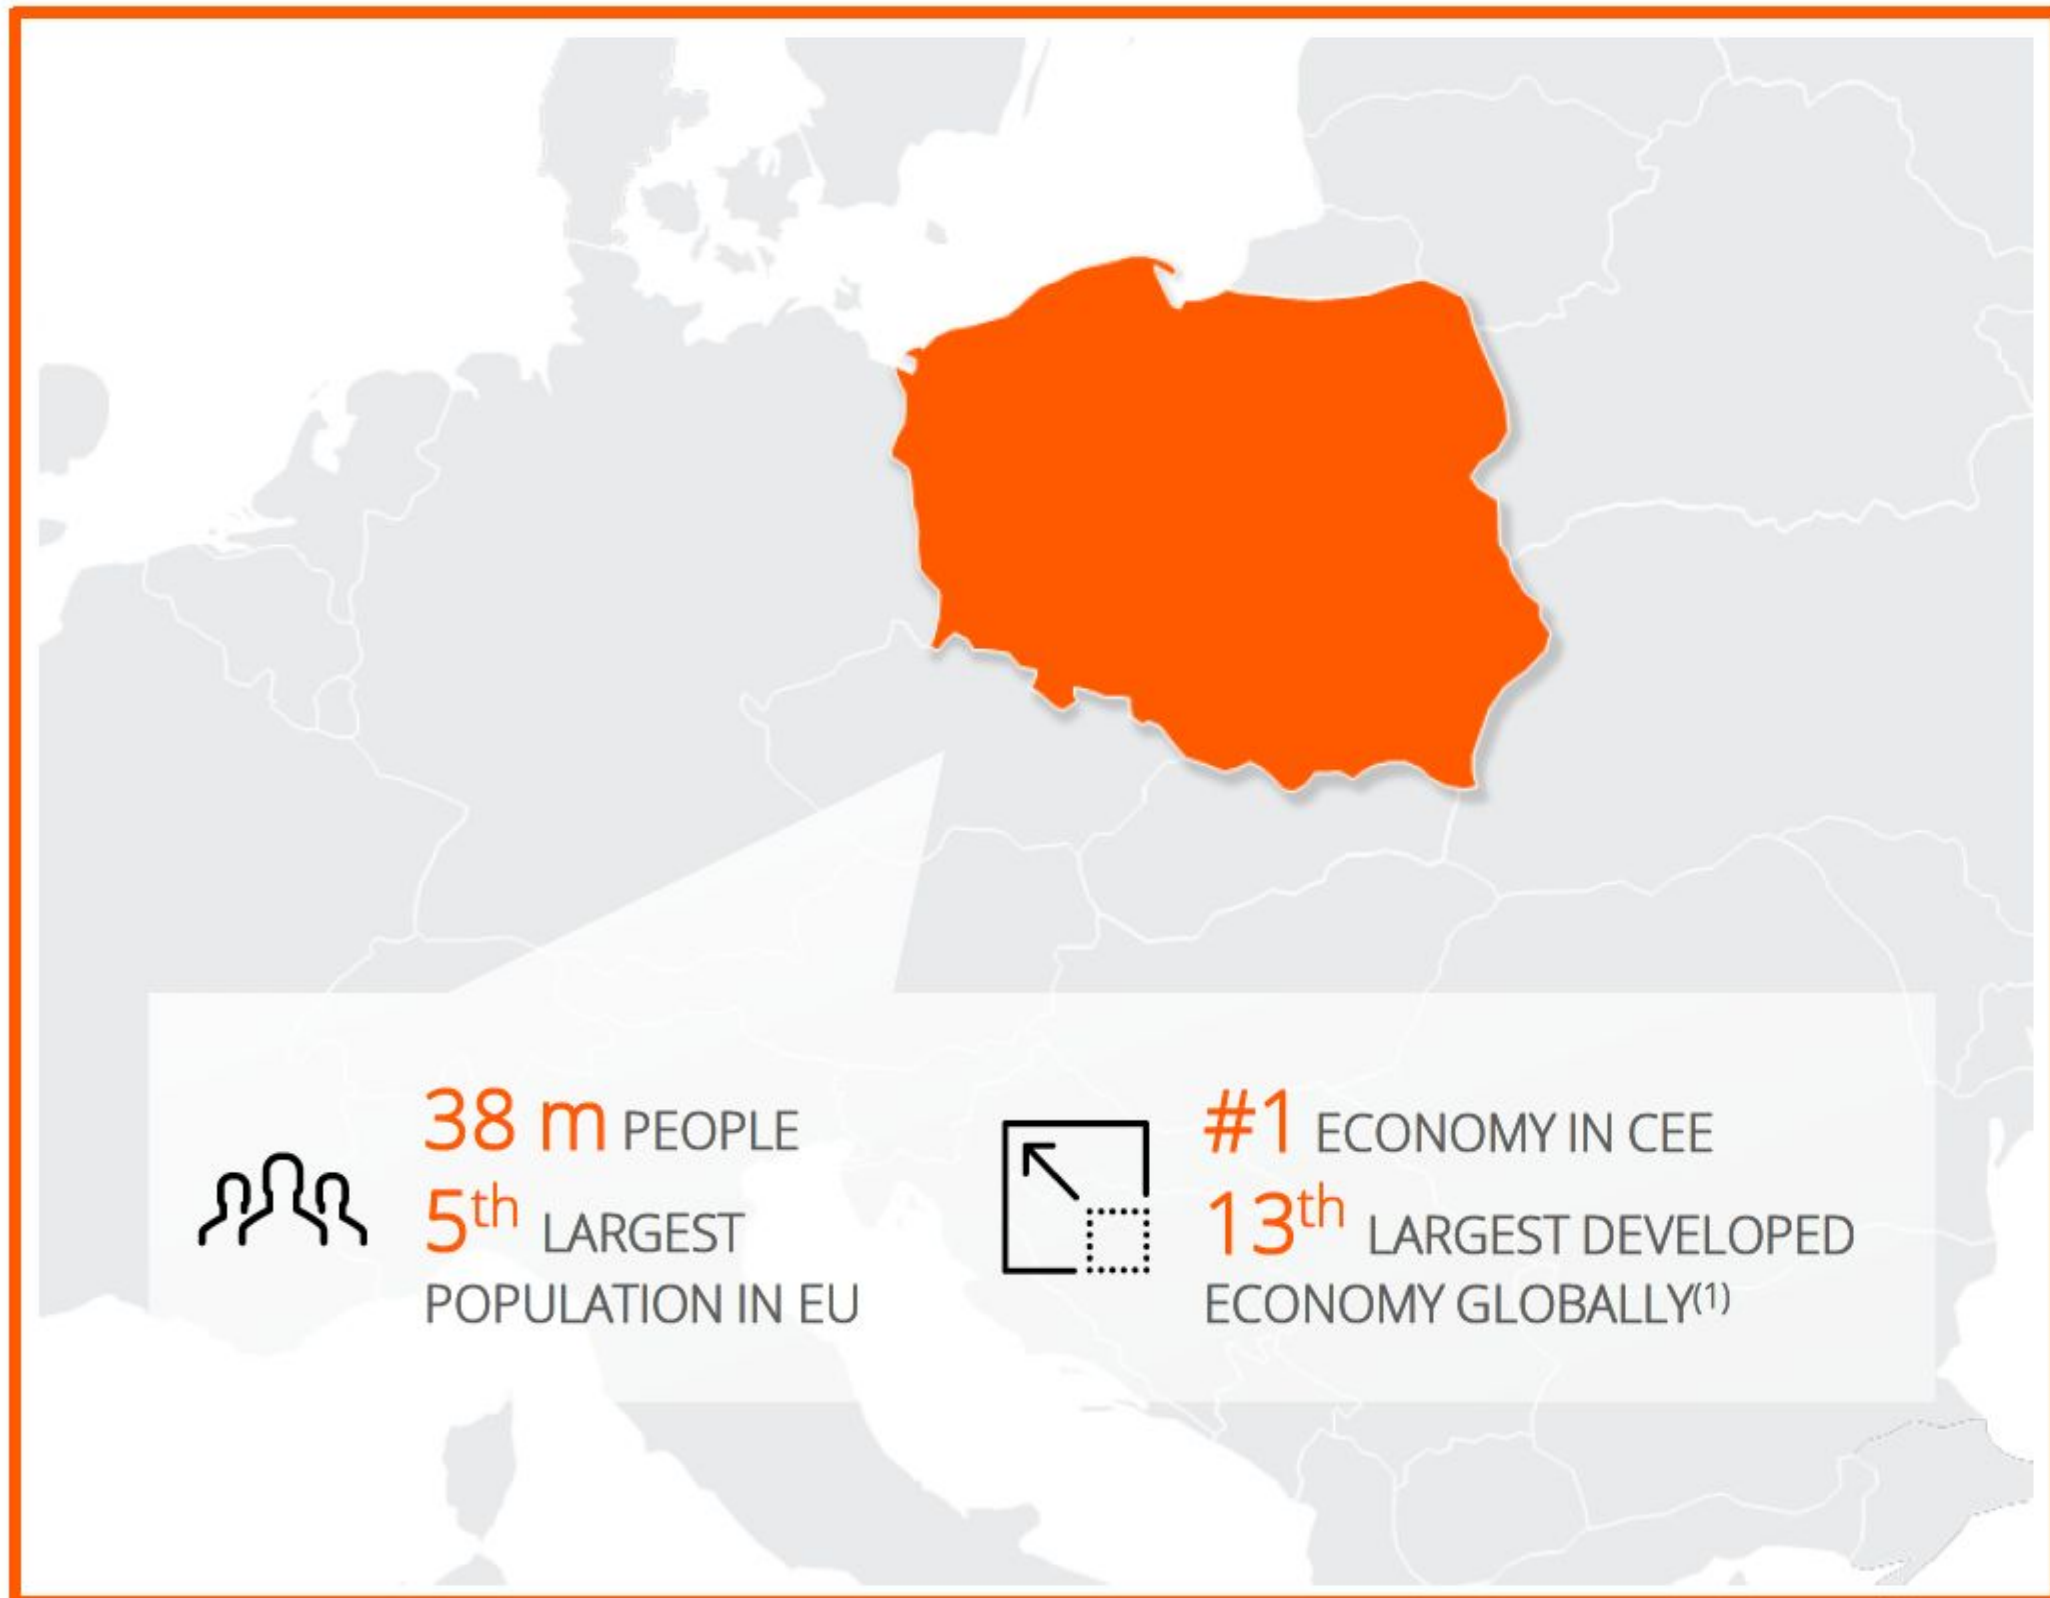 38 m PEOPLE
5th LARGEST
POPULATION IN EU
#1 ECONOMY IN CEE
13th LARGEST DEVELOPED
ECONOMY GLOBALLY(1)